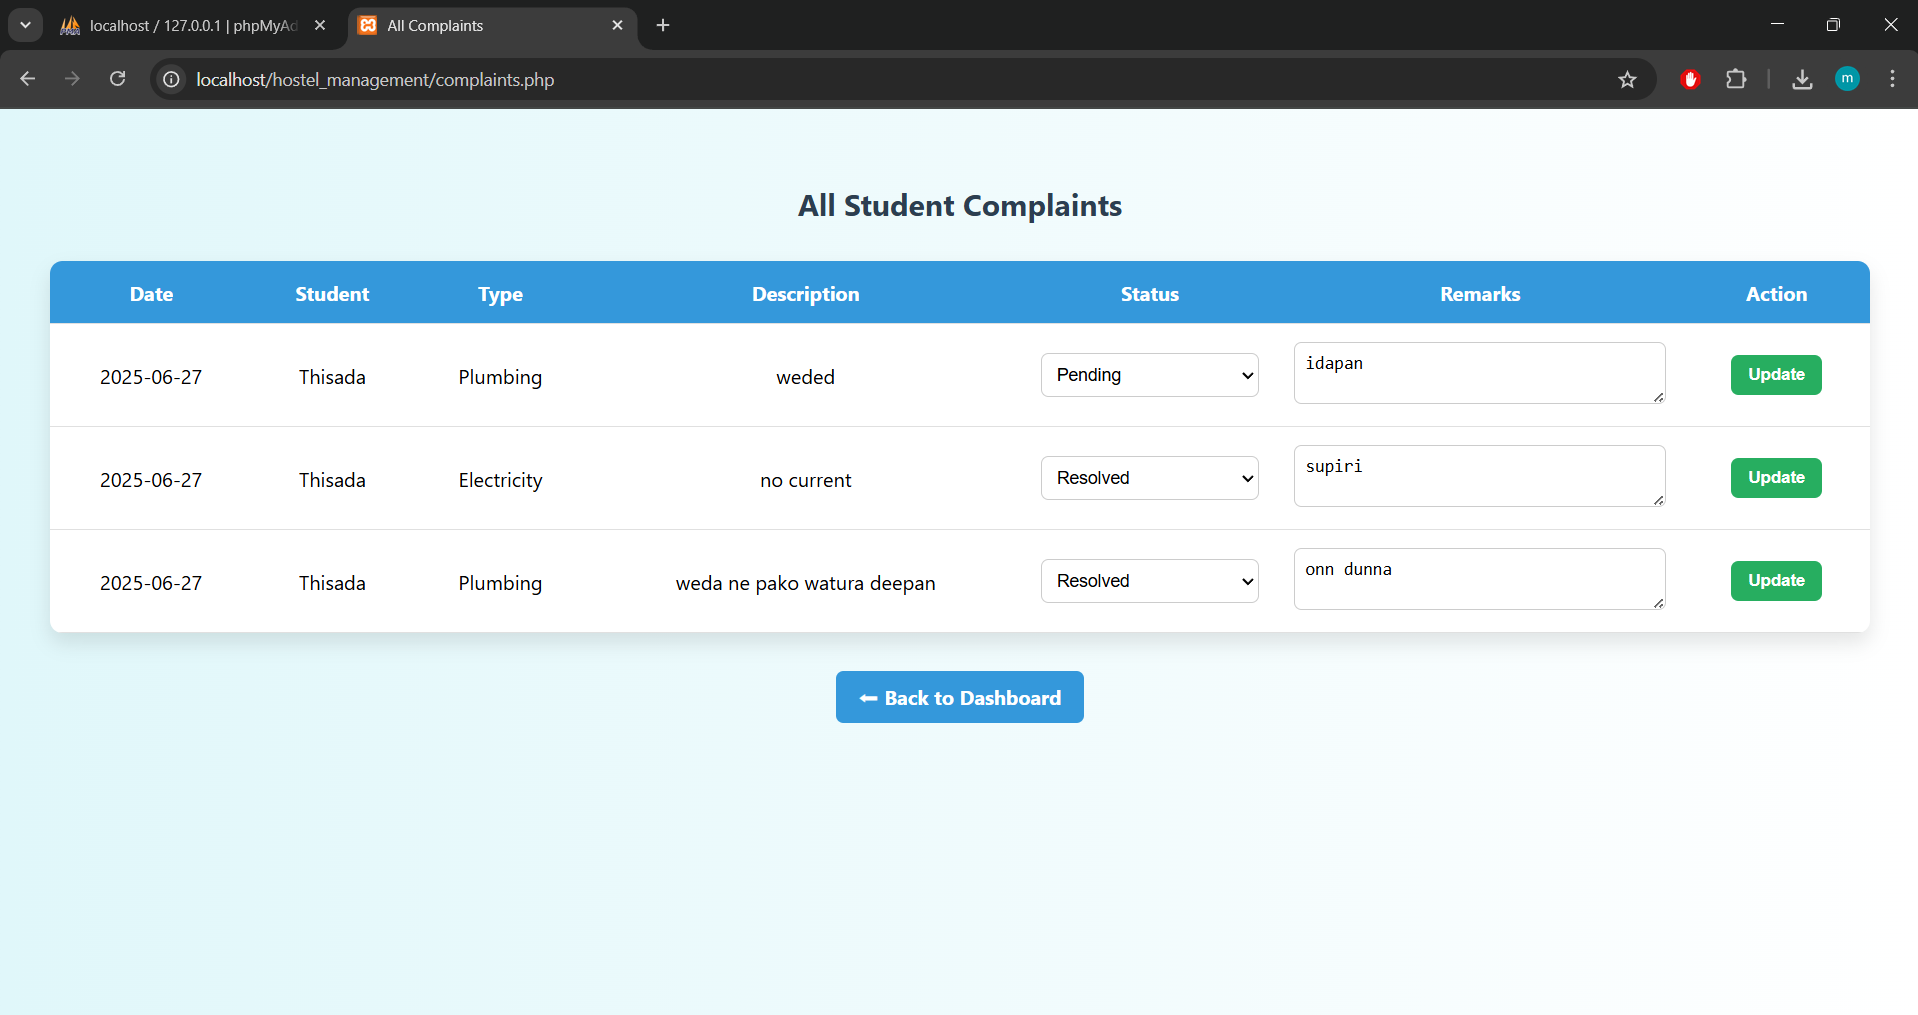 localhost / 127.0.0.1 | phpMyAd
All Complaints
localhost/hostel_management/complaints.php
m
All Student Complaints
Date Student Type Description Status Remarks Action
2025-06-27 Thisada Plumbing weded Pending idapan Update
2025-06-27 Thisada Electricity no current Resolved supiri Update
2025-06-27 Thisada Plumbing weda ne pako watura deepan Resolved onn dunna Update
⬅ Back to Dashboard